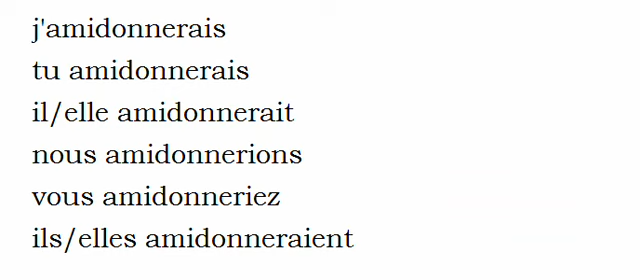 j'amidonnerais
tu amidonnerais
il/elle amidonnerait
nous amidonnerions
vous amidonneriez
ils/elles amidonneraient